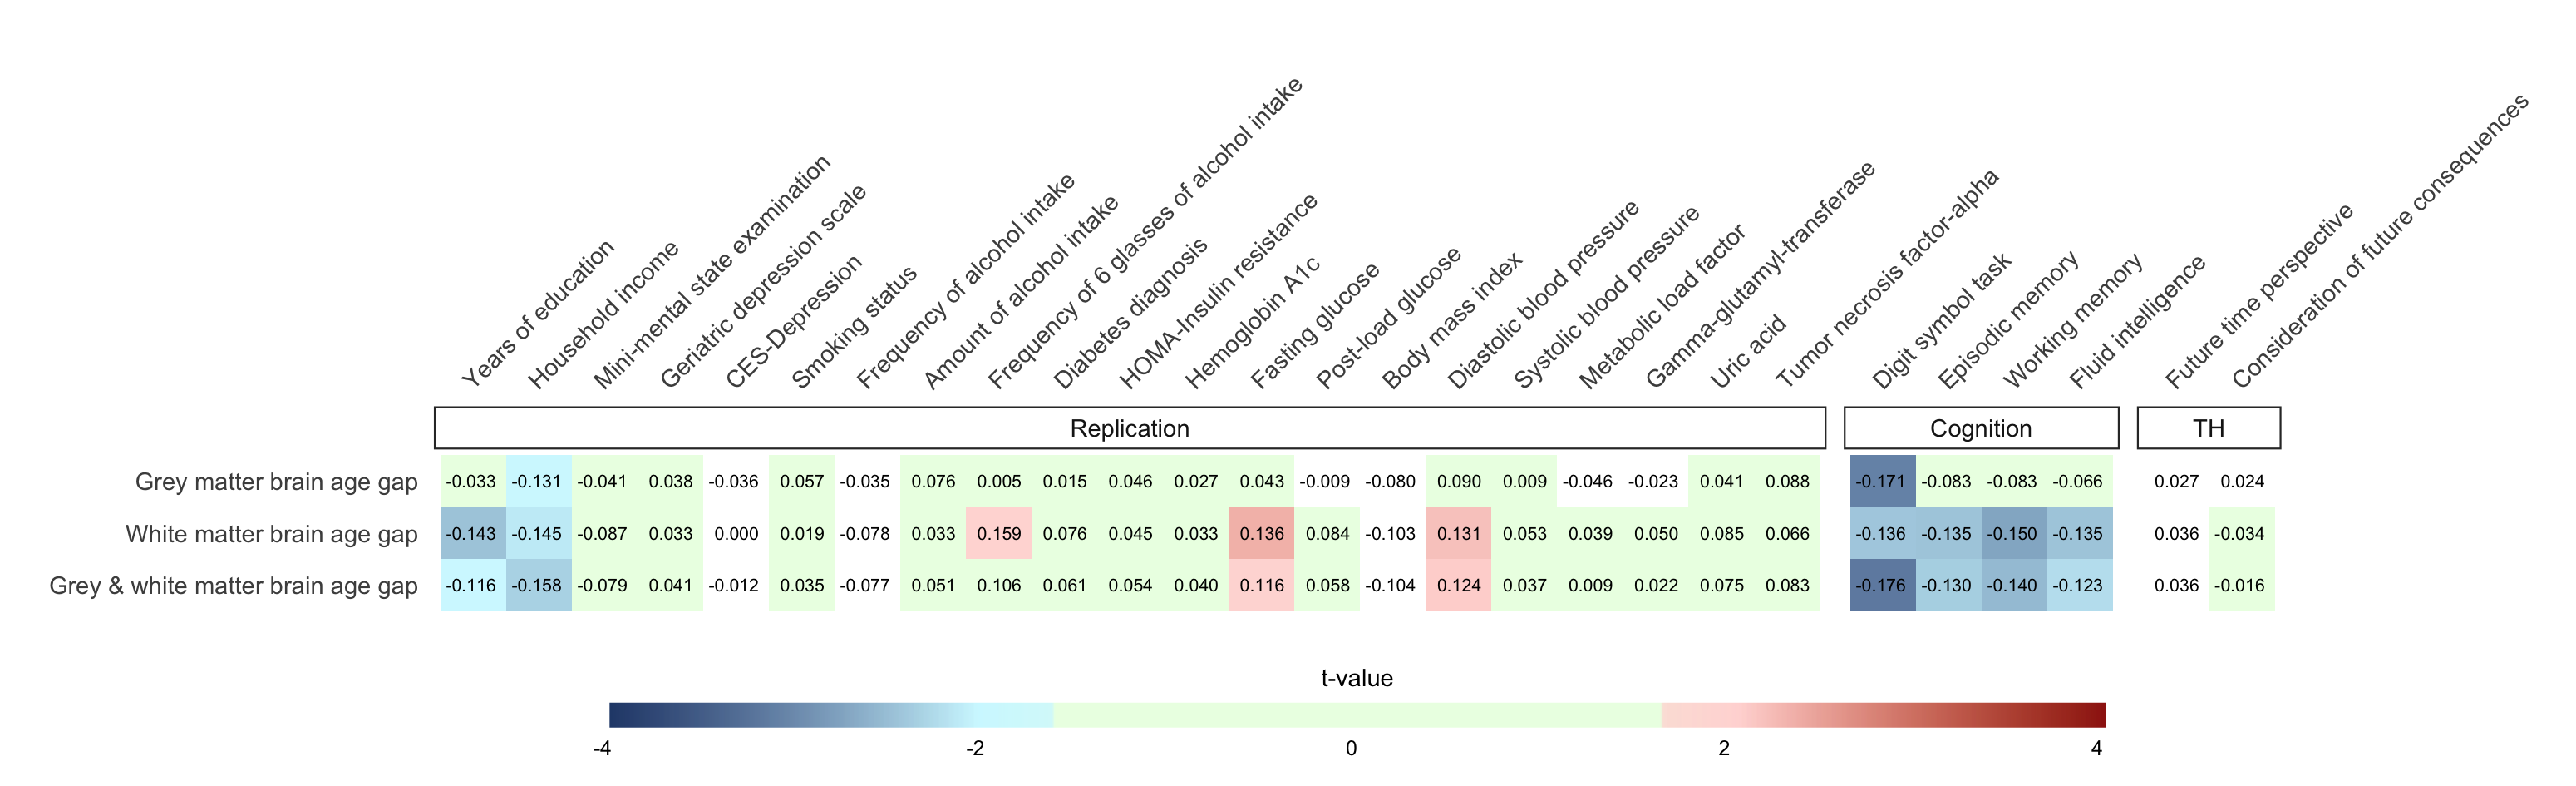 Years of education
Household income
Mini-mental state examination
Geriatric depression scale
CES-Depression
Smoking status
Frequency of alcohol intake
Amount of alcohol intake
Frequency of 6 glasses of alcohol intake
Diabetes diagnosis
HOMA-Insulin resistance
Hemoglobin A1c
Fasting glucose
Post-load glucose
Body mass index
Diastolic blood pressure
Systolic blood pressure
Metabolic load factor
Gamma-glutamyl-transferase
Uric acid
Tumor necrosis factor-alpha
Digit symbol task
Episodic memory
Working memory
Fluid intelligence
Future time perspective
Consideration of future consequences
Replication Cognition TH
Grey matter brain age gap -0.033 -0.131 -0.041 0.038 -0.036 0.057 -0.035 0.076 0.005 0.015 0.046 0.027 0.043 -0.009 -0.080 0.090 0.009 -0.046 -0.023 0.041 0.088 -0.171 -0.083 -0.083 -0.066 0.027 0.024
White matter brain age gap -0.143 -0.145 -0.087 0.033 0.000 0.019 -0.078 0.033 0.159 0.076 0.045 0.033 0.136 0.084 -0.103 0.131 0.053 0.039 0.050 0.085 0.066 -0.136 -0.135 -0.150 -0.135 0.036 -0.034
Grey & white matter brain age gap -0.116 -0.158 -0.079 0.041 -0.012 0.035 -0.077 0.051 0.106 0.061 0.054 0.040 0.116 0.058 -0.104 0.124 0.037 0.009 0.022 0.075 0.083 -0.176 -0.130 -0.140 -0.123 0.036 -0.016
t-value
-4 -2 0 2 4